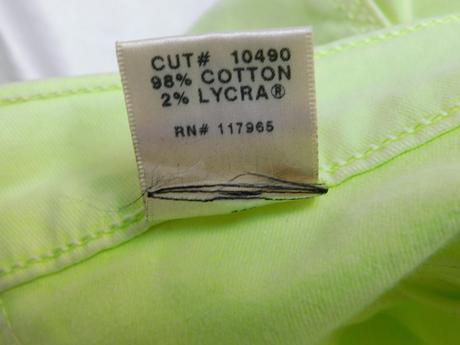 CUT# 10490
98% COTTON
2% LYCRA®
RN# 117965